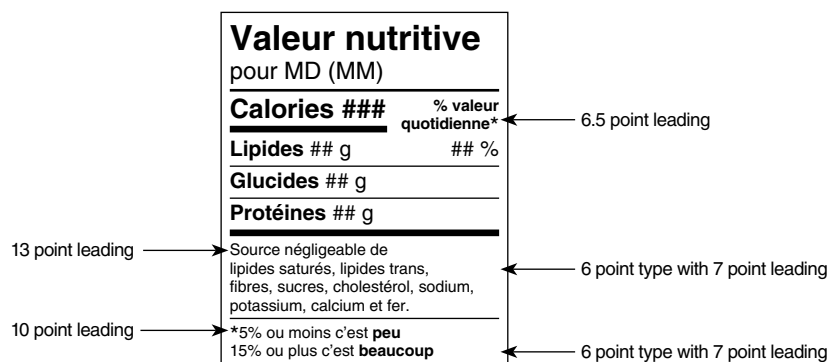 Valeur nutritive
pour MD (MM)
Calories ###
% valeur
quotidienne*
6.5 point leading
Lipides ## g ## %
Glucides ## g
Protéines ## g
13 point leading
Source négligeable de
lipides saturés, lipides trans,
fibres, sucres, cholestérol, sodium,
potassium, calcium et fer.
6 point type with 7 point leading
10 point leading
*5% ou moins c'est peu
15% ou plus c'est beaucoup
6 point type with 7 point leading